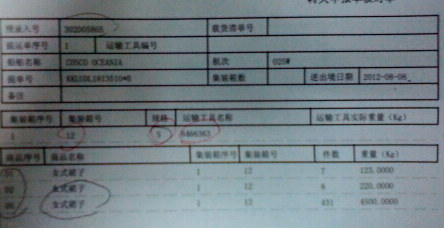 预录入号 302005865 载货清单号
提运单序号 1 运输工具编号
船舶名称 COSCO OCEANIA 航次 025W
提单号 集装箱数 进出境日期 2012-08-08
备注
集装箱序号 集装箱号 规格 运输工具名称 运输工具实际重量(Kg)
1 12 5 6466363
商品序号 商品名称 集装箱序号 集装箱号 件数 重量(Kg)
01 女式裙子 1 12 7 123.0000
02 女式裙子 1 12 8 220.0000
女式裙子 1 12 431 4500.0000